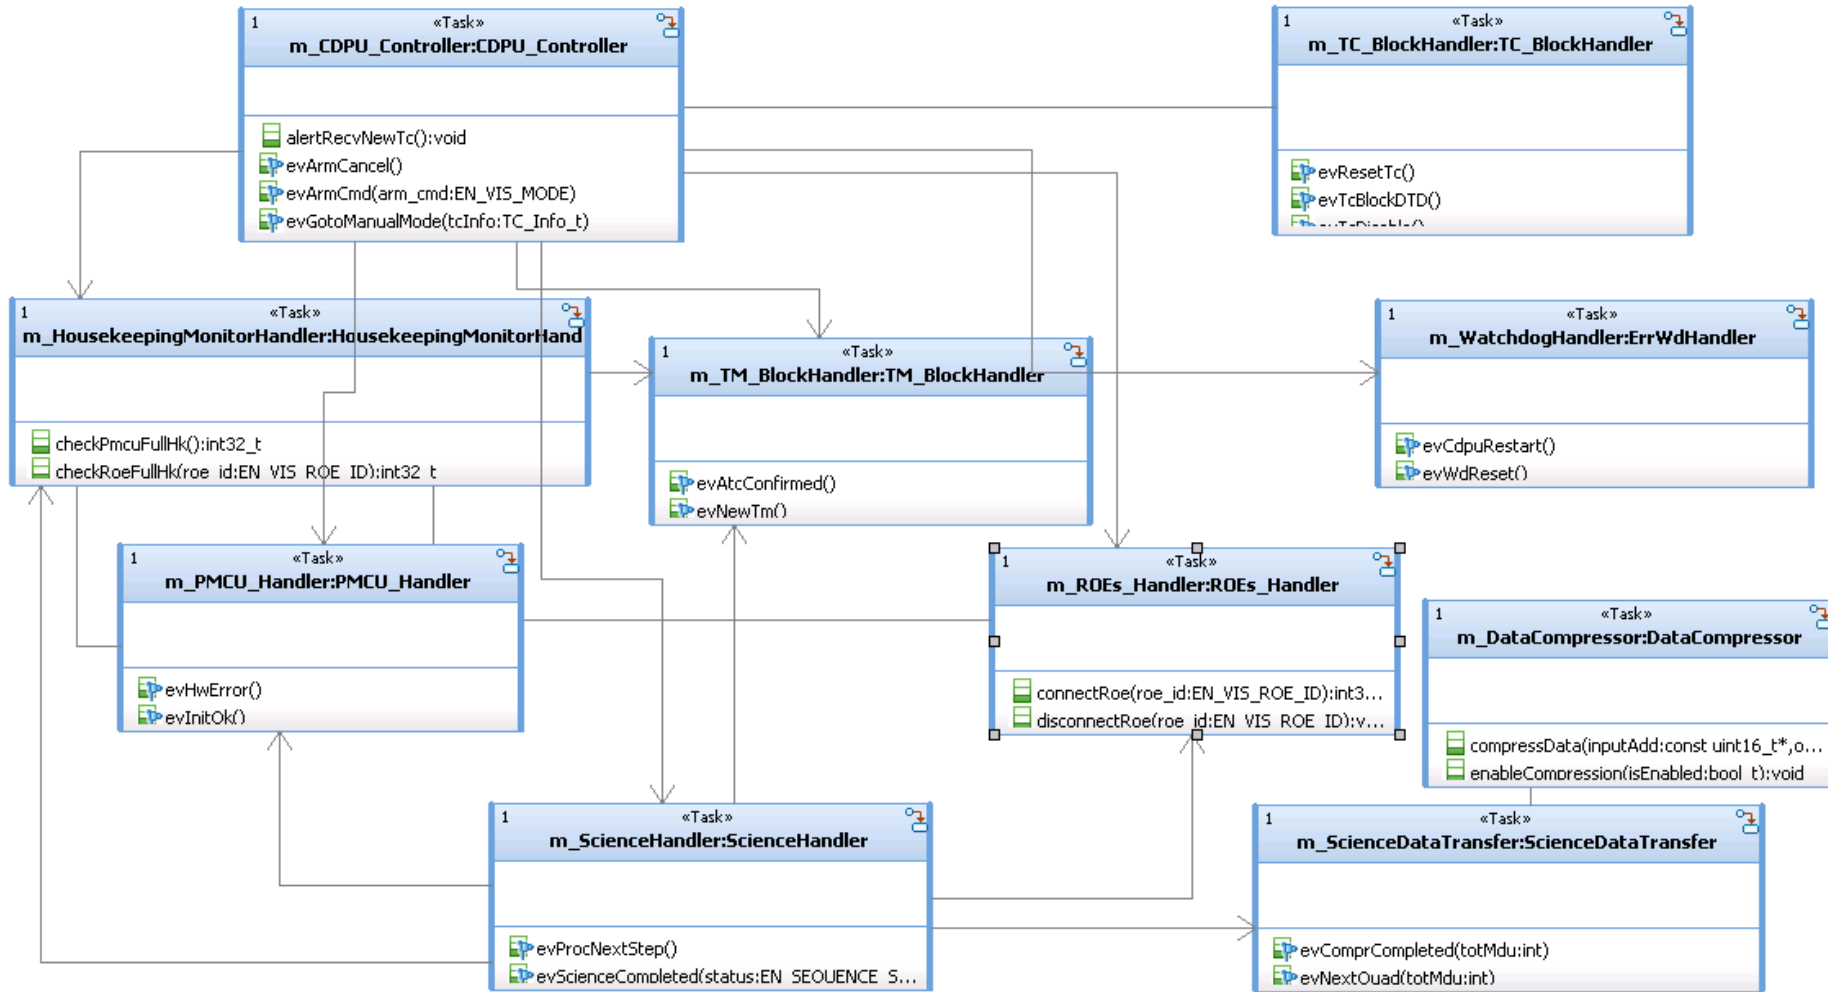 1
«Task»
m_CDPU_Controller:CDPU_Controller
alertRecvNewTc():void
evArmCancel()
evArmCmd(arm_cmd:EN_VIS_MODE)
evGotoManualMode(tcInfo:TC_Info_t)
1
«Task»
m_TC_BlockHandler:TC_BlockHandler
evResetTc()
evTcBlockDTD()
evTcDisable()
1
«Task»
m_HousekeepingMonitorHandler:HousekeepingMonitorHand
checkPmcuFullHk():int32_t
checkRoeFullHk(roe_id:EN_VIS_ROE_ID):int32_t
1
«Task»
m_TM_BlockHandler:TM_BlockHandler
evAtcConfirmed()
evNewTm()
1
«Task»
m_WatchdogHandler:ErrWdHandler
evCdpuRestart()
evWdReset()
1
«Task»
m_PMCU_Handler:PMCU_Handler
evHwError()
evInitOk()
1
«Task»
m_ROEs_Handler:ROEs_Handler
connectRoe(roe_id:EN_VIS_ROE_ID):int3...
disconnectRoe(roe_id:EN_VIS_ROE_ID):v...
1
«Task»
m_DataCompressor:DataCompressor
compressData(inputAdd:const uint16_t*,o...
enableCompression(isEnabled:bool_t):void
1
«Task»
m_ScienceHandler:ScienceHandler
evProcNextStep()
evScienceCompleted(status:EN_SEQUENCE_S...
1
«Task»
m_ScienceDataTransfer:ScienceDataTransfer
evComprCompleted(totMdu:int)
evNextQuad(totMdu:int)